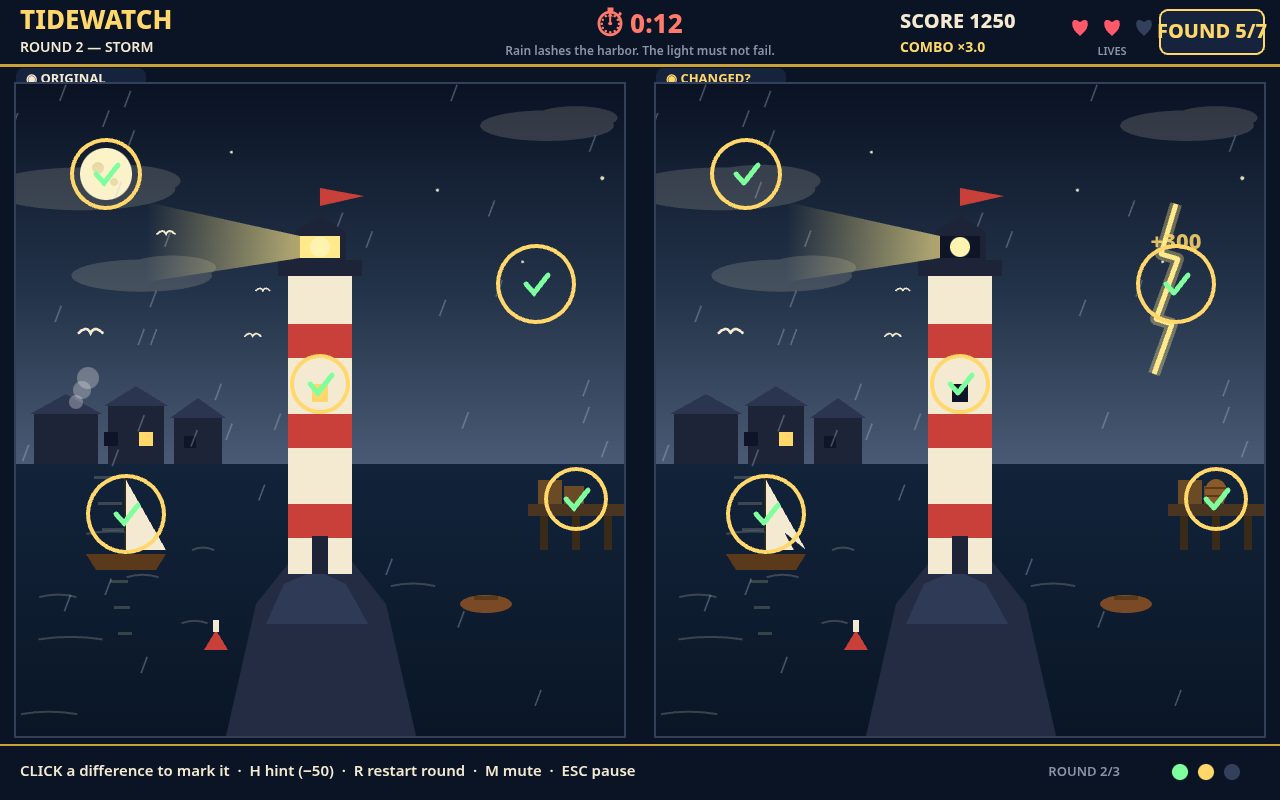 TIDEWATCH
ROUND 2 — STORM
0:12
Rain lashes the harbor. The light must not fail.
SCORE 1250
COMBO ×3.0
LIVES
FOUND 5/7
◉ ORIGINAL
◉ CHANGED?
+300
CLICK a difference to mark it · H hint (−50) · R restart round · M mute · ESC pause
ROUND 2/3